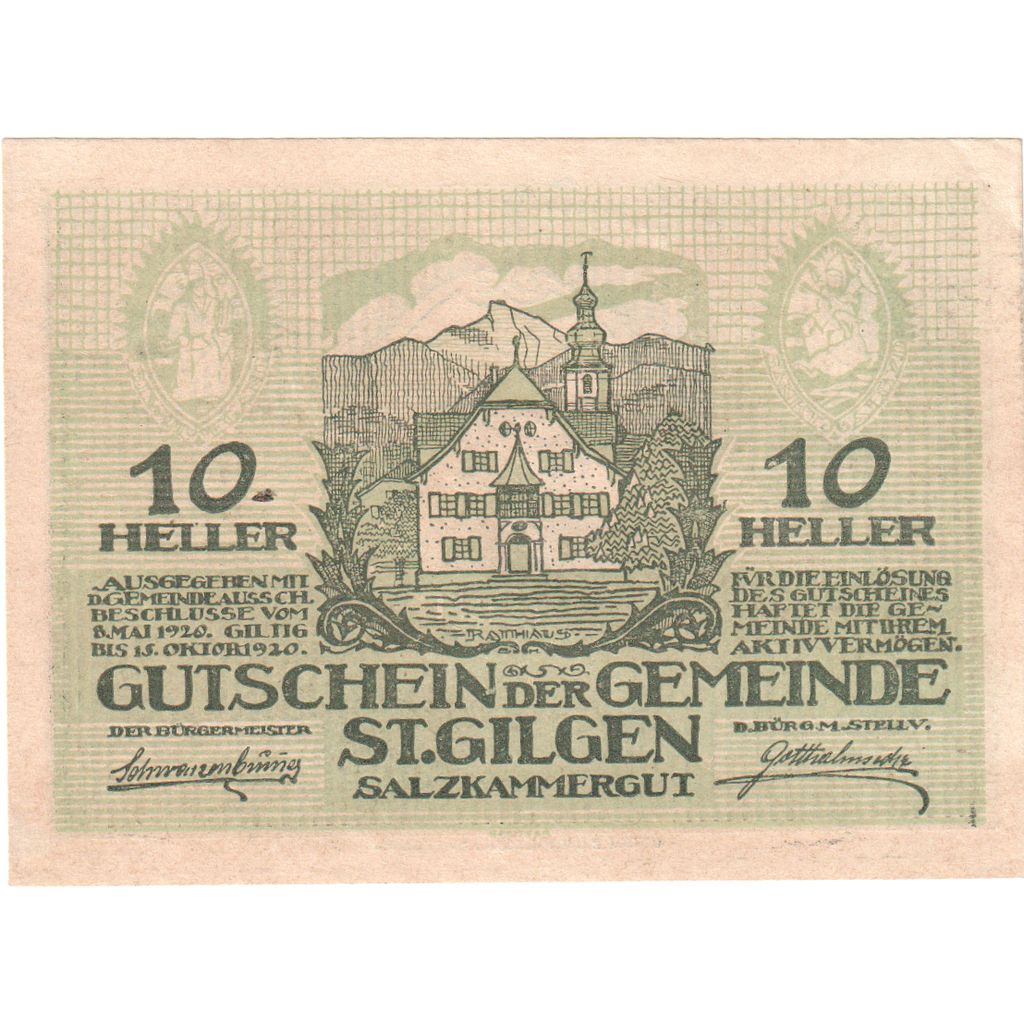 10.
HELLER
10
HELLER
AUSGEGEBEN MIT
D. GEMEINDEAUSSCH.
BESCHLUSSE VOM
8. MAI 1920. GILTIG
BIS 15. OKTOB 1920.
RATHHAUS
FÜR DIE EINLÖSUNG
DES GUTSCHEINES
HAFTET DIE GE-
MEINDE MIT IHREM
AKTIVVERMÖGEN.
GUTSCHEIN DER GEMEINDE
ST. GILGEN
SALZKAMMERGUT
DER BÜRGERMEISTER
D. BÜRG. M. STELLV.